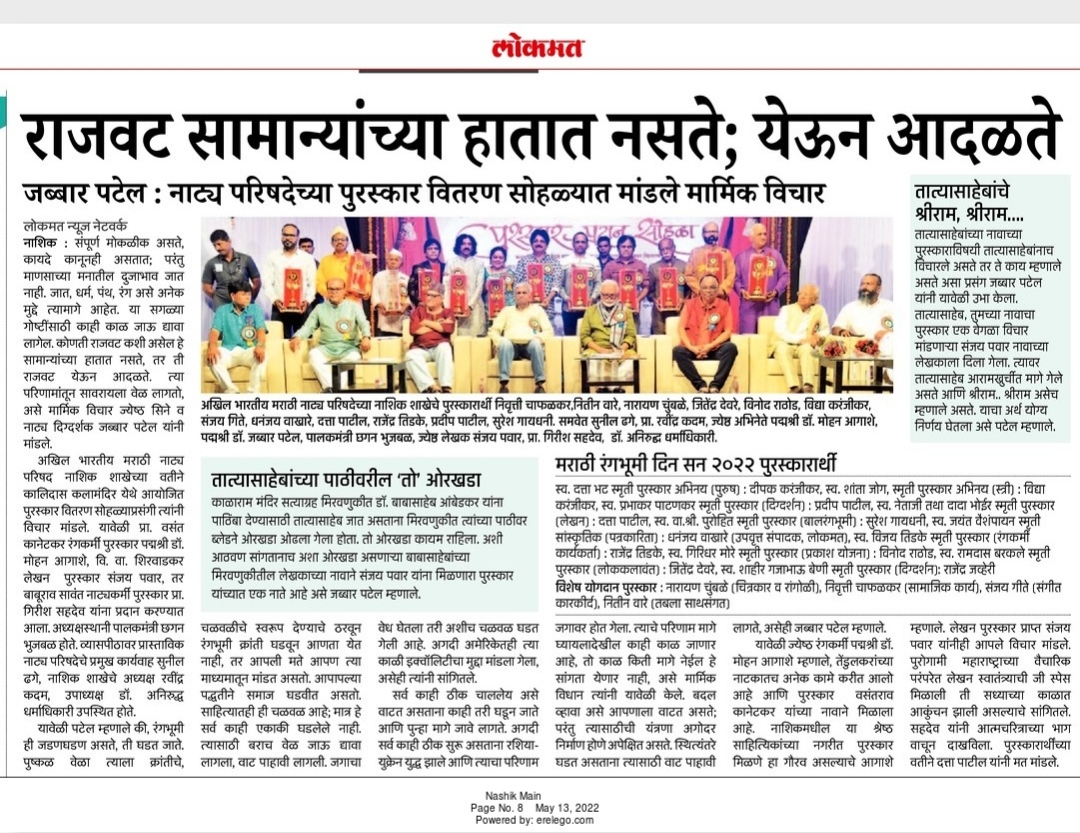 लोकमत
राजवट सामान्यांच्या हातात नसते; येऊन आदळते
जब्बार पटेल : नाट्य परिषदेच्या पुरस्कार वितरण सोहळ्यात मांडले मार्मिक विचार
लोकमत न्यूज नेटवर्क
नाशिक : संपूर्ण मोकळीक असते,
कायदे कानूनही असतात; परंतु
माणसाच्या मनातील दुजाभाव जात
नाही. जात, धर्म, पंथ, रंग असे अनेक
मुद्दे त्यामागे आहेत. या सगळ्या
गोष्टींसाठी काही काळ जाऊ द्यावा
लागेल. कोणती राजवट कशी असेल हे
सामान्यांच्या हातात नसते, तर ती
राजवट येऊन आदळते. त्या
परिणामांतून सावरायला वेळ लागतो,
असे मार्मिक विचार ज्येष्ठ सिने व
नाट्य दिग्दर्शक जब्बार पटेल यांनी
मांडले.
अखिल भारतीय मराठी नाट्य
परिषद नाशिक शाखेच्या वतीने
कालिदास कलामंदिर येथे आयोजित
पुरस्कार वितरण सोहळ्याप्रसंगी त्यांनी
विचार मांडले. यावेळी प्रा. वसंत
कानेटकर रंगकर्मी पुरस्कार पद्मश्री डॉ.
मोहन आगाशे, वि. वा. शिरवाडकर
लेखन पुरस्कार संजय पवार, तर
बाबूराव सावंत नाट्यकर्मी पुरस्कार प्रा.
गिरीश सहदेव यांना प्रदान करण्यात
आला. अध्यक्षस्थानी पालकमंत्री छगन
भुजबळ होते. व्यासपीठावर प्रास्ताविक
नाट्य परिषदेचे प्रमुख कार्यवाह सुनील
ढगे, नाशिक शाखेचे अध्यक्ष रवींद्र
कदम, उपाध्यक्ष डॉ. अनिरुद्ध
धर्माधिकारी उपस्थित होते.
यावेळी पटेल म्हणाले की, रंगभूमी
ही जडणघडण असते, ती घडत जाते.
पुष्कळ वेळा त्याला क्रांतीचे,
पुरस्कार प्रदान सोहळा
अखिल भारतीय मराठी नाट्य परिषदेच्या नाशिक शाखेचे पुरस्कारार्थी निवृत्ती चाफळकर,नितीन वारे, नारायण चुंबळे, जितेंद्र देवरे, विनोद राठोड, विद्या करंजीकर,
संजय गिते, धनंजय वाखारे, दत्ता पाटील, राजेंद्र तिडके, प्रदीप पाटील, सुरेश गायधनी. समवेत सुनील ढगे, प्रा. रवींद्र कदम, ज्येष्ठ अभिनेते पद्मश्री डॉ. मोहन आगाशे,
पद्मश्री डॉ. जब्बार पटेल, पालकमंत्री छगन भुजबळ, ज्येष्ठ लेखक संजय पवार, प्रा. गिरीश सहदेव, डॉ. अनिरुद्ध धर्माधिकारी.
तात्यासाहेबांचे
श्रीराम, श्रीराम....
तात्यासाहेबांच्या नावाच्या
पुरस्काराविषयी तात्यासाहेबांनाच
विचारले असते तर ते काय म्हणाले
असते असा प्रसंग जब्बार पटेल
यांनी यावेळी उभा केला.
तात्यासाहेब, तुमच्या नावाचा
पुरस्कार एक वेगळा विचार
मांडणाऱ्या संजय पवार नावाच्या
लेखकाला दिला गेला. त्यावर
तात्यासाहेब आरामखुर्चीत मागे गेले
असते आणि श्रीराम.. श्रीराम असेच
म्हणाले असते. याचा अर्थ योग्य
निर्णय घेतला असे पटेल म्हणाले.
तात्यासाहेबांच्या पाठीवरील 'तो' ओरखडा
काळाराम मंदिर सत्याग्रह मिरवणुकीत डॉ. बाबासाहेब आंबेडकर यांना
पाठिंबा देण्यासाठी तात्यासाहेब जात असताना मिरवणुकीत त्यांच्या पाठीवर
ब्लेडने ओरखडा ओढला गेला होता. तो ओरखडा कायम राहिला. अशी
आठवण सांगतानाच अशा ओरखडा असणाऱ्या बाबासाहेबांच्या
मिरवणुकीतील लेखकाच्या नावाने संजय पवार यांना मिळणारा पुरस्कार
यांच्यात एक नाते आहे असे जब्बार पटेल म्हणाले.
मराठी रंगभूमी दिन सन २०२२ पुरस्कारार्थी
स्व. दत्ता भट स्मृती पुरस्कार अभिनय (पुरुष) : दीपक करंजीकर, स्व. शांता जोग, स्मृती पुरस्कार अभिनय (स्त्री) : विद्या
करंजीकर, स्व. प्रभाकर पाटणकर स्मृती पुरस्कार (दिग्दर्शन) : प्रदीप पाटील, स्व. नेताजी तथा दादा भोईर स्मृती पुरस्कार
(लेखन) : दत्ता पाटील, स्व. वा.श्री. पुरोहित स्मृती पुरस्कार (बालरंगभूमी) : सुरेश गायधनी, स्व. जयंत वैशंपायन स्मृती
सांस्कृतिक (पत्रकारिता) : धनंजय वाखारे (उपवृत्त संपादक, लोकमत), स्व. विजय तिडके स्मृती पुरस्कार (रंगकर्मी
कार्यकर्ता) : राजेंद्र तिडके, स्व. गिरिधर मोरे स्मृती पुरस्कार (प्रकाश योजना) : विनोद राठोड, स्व. रामदास बरकले स्मृती
पुरस्कार (लोककलावंत) : जितेंद्र देवरे, स्व. शाहीर गजाभाऊ बेणी स्मृती पुरस्कार (दिग्दर्शन): राजेंद्र जव्हेरी
विशेष योगदान पुरस्कार : नारायण चुंबळे (चित्रकार व रांगोळी), निवृत्ती चाफळकर (सामाजिक कार्य), संजय गीते (संगीत
कारकीर्द), नितीन वारे (तबला साथसंगत)
चळवळीचे स्वरूप देण्याचे ठरवून
रंगभूमी क्रांती घडवून आणता येत
नाही, तर आपली मते आपण त्या
माध्यमातून मांडत असतो. आपापल्या
पद्धतीने समाज घडवीत असतो.
साहित्यातही ही चळवळ आहे; मात्र हे
सर्व काही एकाकी घडलेले नाही.
त्यासाठी बराच वेळ जाऊ द्यावा
लागला, वाट पाहावी लागली. जगाचा
वेध घेतला तरी अशीच चळवळ घडत
गेली आहे. अगदी अमेरिकेतही त्या
काळी इक्वॉलिटीचा मुद्दा मांडला गेला,
असेही त्यांनी सांगितले.
सर्व काही ठीक चाललेय असे
वाटत असताना काही तरी घडून जाते
आणि पुन्हा मागे जावे लागते. अगदी
सर्व काही ठीक सुरू असताना रशिया-
युक्रेन युद्ध झाले आणि त्याचा परिणाम
जगावर होत गेला. त्याचे परिणाम मागे
घ्यायलादेखील काही काळ जाणार
आहे, तो काळ किती मागे नेईल हे
सांगता येणार नाही, असे मार्मिक
विधान त्यांनी यावेळी केले. बदल
व्हावा असे आपणाला वाटत असते;
परंतु त्यासाठीची यंत्रणा अगोदर
निर्माण होणे अपेक्षित असते. स्थित्यंतरे
घडत असताना त्यासाठी वाट पाहावी
लागते, असेही जब्बार पटेल म्हणाले.
यावेळी ज्येष्ठ रंगकर्मी पद्मश्री डॉ.
मोहन आगाशे म्हणाले, तेंडुलकरांच्या
नाटकातच अनेक कामे करीत आलो
आहे आणि पुरस्कार वसंतराव
कानेटकर यांच्या नावाने मिळाला
आहे. नाशिकमधील या श्रेष्ठ
साहित्यिकांच्या नगरीत पुरस्कार
मिळणे हा गौरव असल्याचे आगाशे
म्हणाले. लेखन पुरस्कार प्राप्त संजय
पवार यांनीही आपले विचार मांडले.
पुरोगामी महाराष्ट्राच्या वैचारिक
परंपरेत लेखन स्वातंत्र्याची जी स्पेस
मिळाली ती सध्याच्या काळात
आकुंचन झाली असल्याचे सांगितले.
सहदेव यांनी आत्मचरित्राच्या भाग
वाचून दाखविला. पुरस्कारार्थींच्या
वतीने दत्ता पाटील यांनी मत मांडले.
Nashik Main
Page No. 8 May 13, 2022
Powered by: erelego.com